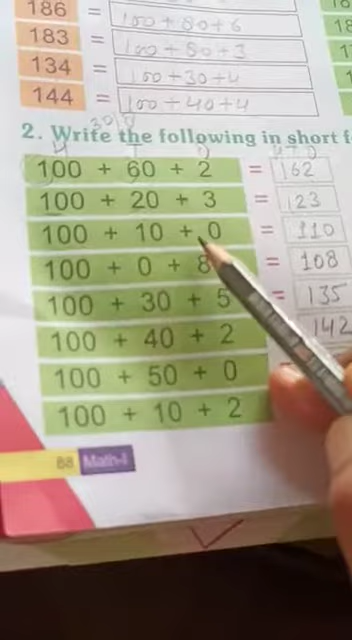 186 = 100+80+6
183 = 100+80+3
134 = 100+30+4
144 = 100+40+4
2. Write the following in short f
H T O
100 + 60 + 2 = 162
100 + 20 + 3 = 123
100 + 10 + 0 = 110
100 + 0 + 8 = 108
100 + 30 + 5 = 135
100 + 40 + 2 142
100 + 50 + 0
100 + 10 + 2
88 Math-I